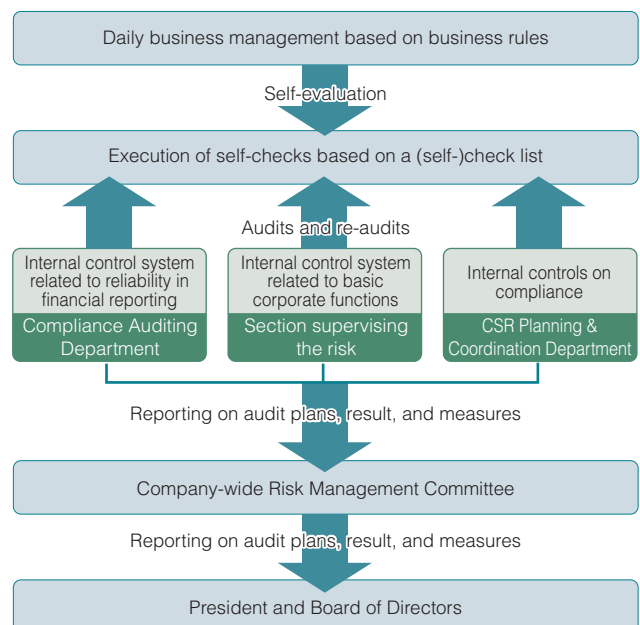 Daily business management based on business rules
Self-evaluation
Execution of self-checks based on a (self-)check list
Audits and re-audits
Internal control system
related to reliability in
financial reporting
Compliance Auditing
Department
Internal control system
related to basic
corporate functions
Section supervising
the risk
Internal controls on
compliance
CSR Planning &
Coordination Department
Reporting on audit plans, result, and measures
Company-wide Risk Management Committee
Reporting on audit plans, result, and measures
President and Board of Directors